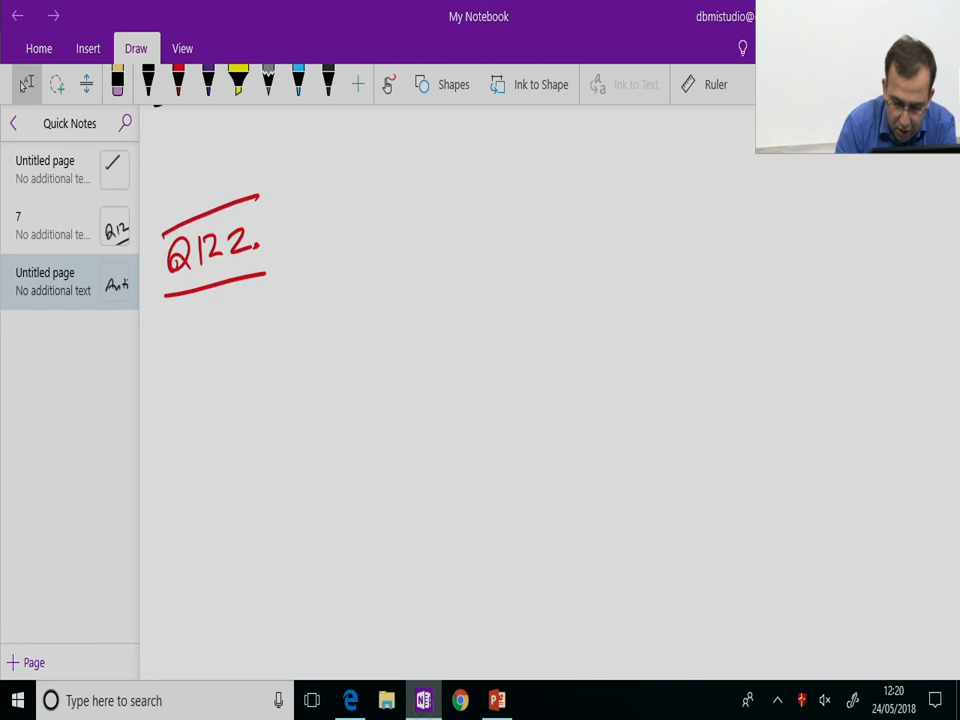 My Notebook
dbmistudio@
Home Insert Draw View
Shapes Ink to Shape Ink to Text Ruler
Quick Notes
Untitled page
No additional te...
7
No additional te...
Q12
Untitled page
No additional text
Anti
Q122.
+ Page
Type here to search
12:20
24/05/2018